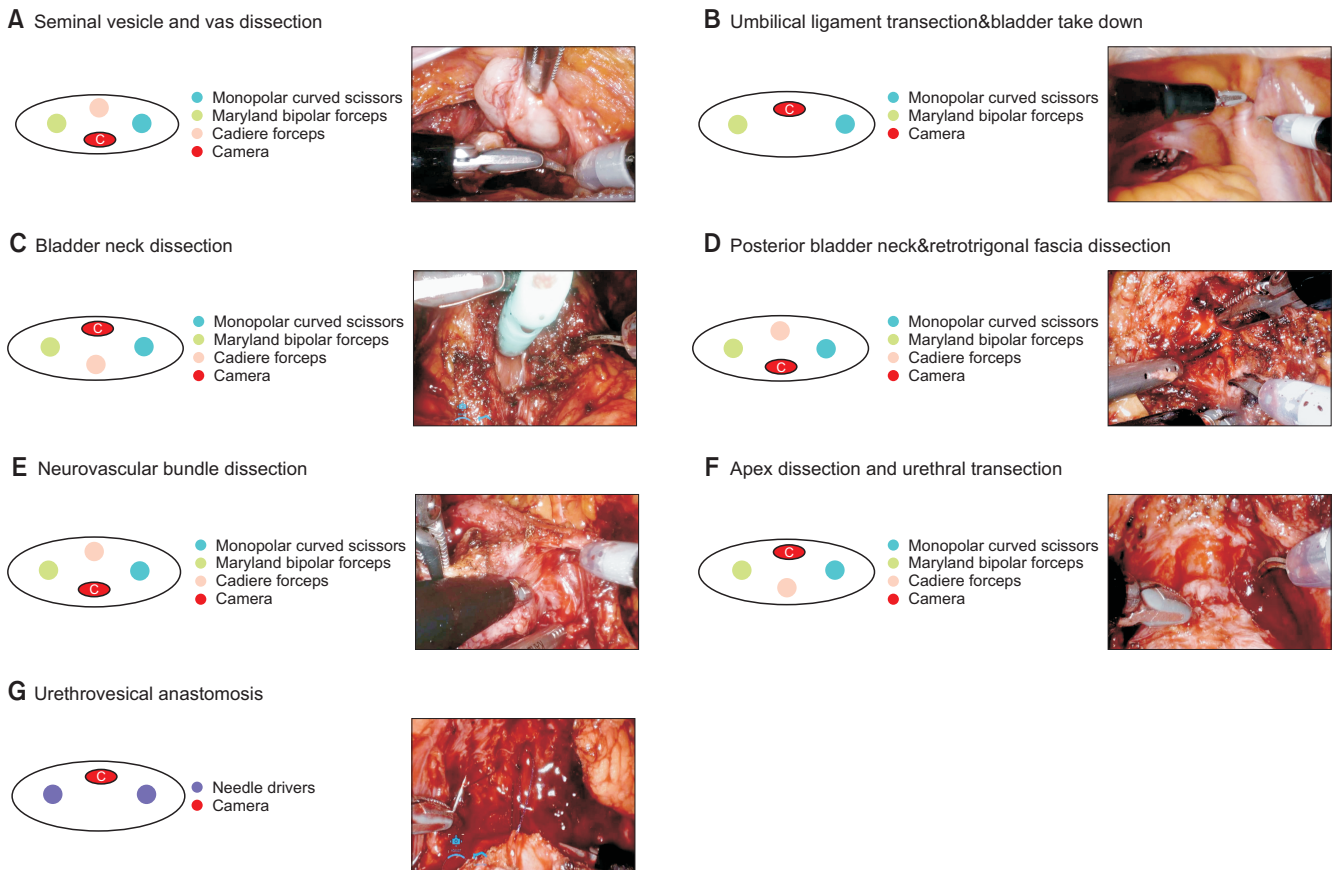 A Seminal vesicle and vas dissection
C
Monopolar curved scissors
Maryland bipolar forceps
Cadiere forceps
Camera
B Umbilical ligament transection&bladder take down
C
Monopolar curved scissors
Maryland bipolar forceps
Camera
C Bladder neck dissection
C
Monopolar curved scissors
Maryland bipolar forceps
Cadiere forceps
Camera
D Posterior bladder neck&retrotrigonal fascia dissection
C
Monopolar curved scissors
Maryland bipolar forceps
Cadiere forceps
Camera
E Neurovascular bundle dissection
C
Monopolar curved scissors
Maryland bipolar forceps
Cadiere forceps
Camera
F Apex dissection and urethral transection
C
Monopolar curved scissors
Maryland bipolar forceps
Cadiere forceps
Camera
G Urethrovesical anastomosis
C
Needle drivers
Camera